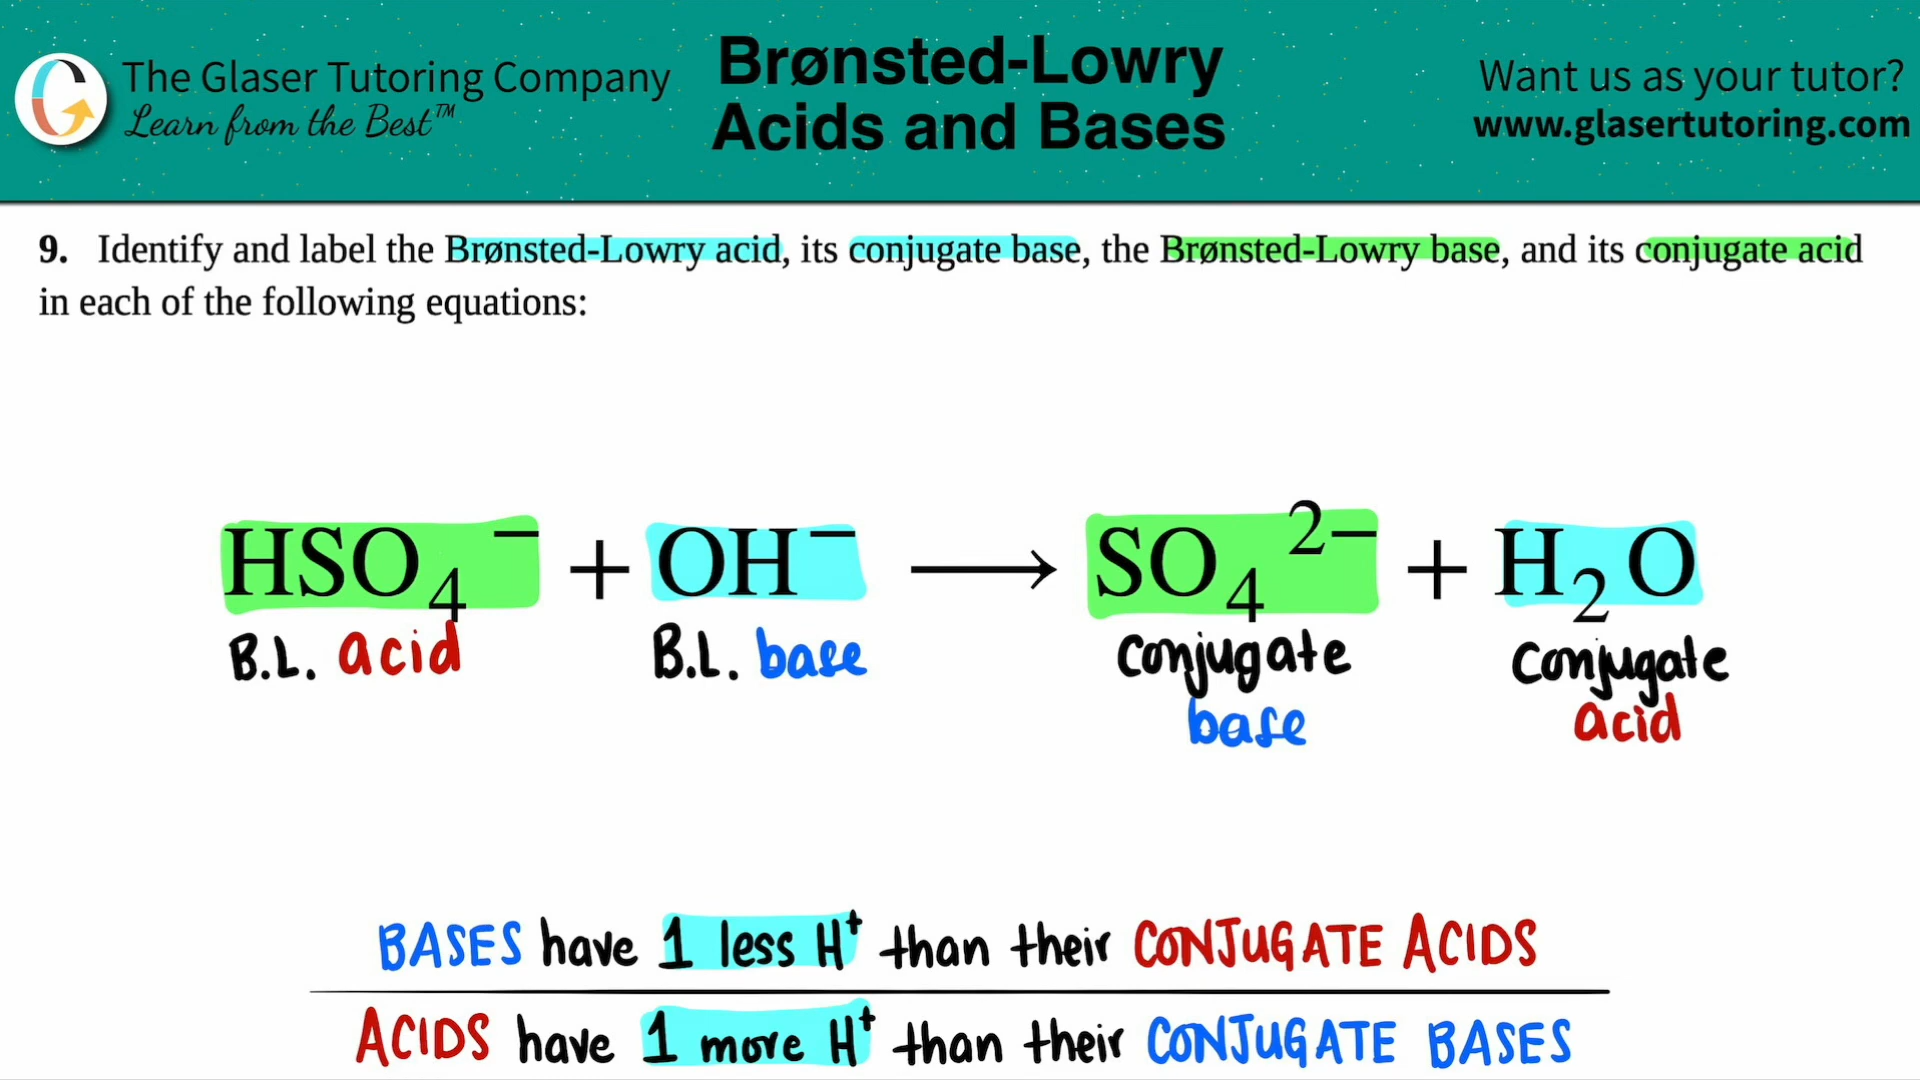 The Glaser Tutoring Company
Learn from the Best™
Brønsted-Lowry
Acids and Bases
Want us as your tutor?
www.glasertutoring.com
9. Identify and label the Brønsted-Lowry acid, its conjugate base, the Brønsted-Lowry base, and its conjugate acid
in each of the following equations:
HSO₄⁻ + OH⁻ ⟶ SO₄²⁻ + H₂O
B.L. acid B.L. base conjugate base conjugate acid
BASES have 1 less H⁺ than their CONJUGATE ACIDS
ACIDS have 1 more H⁺ than their CONJUGATE BASES